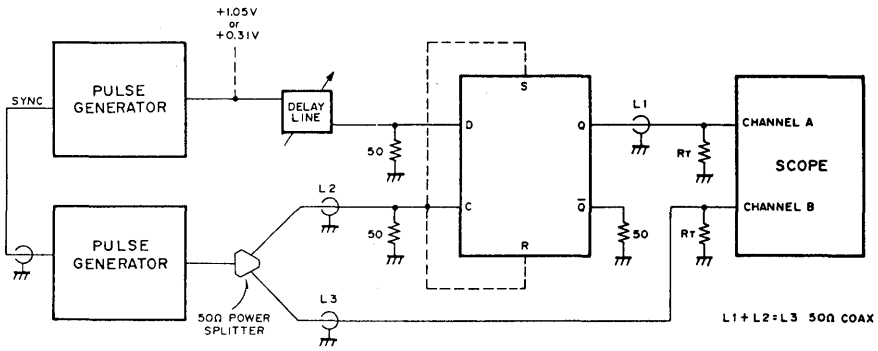 +1.05V
or
+0.31V
PULSE
GENERATOR
SYNC
DELAY
LINE
50
S
D
Q
C
Q̅
R
L1
RT
CHANNEL A
SCOPE
CHANNEL B
RT
L2
50
50
PULSE
GENERATOR
50Ω POWER
SPLITTER
L3
L1+L2=L3 50Ω COAX